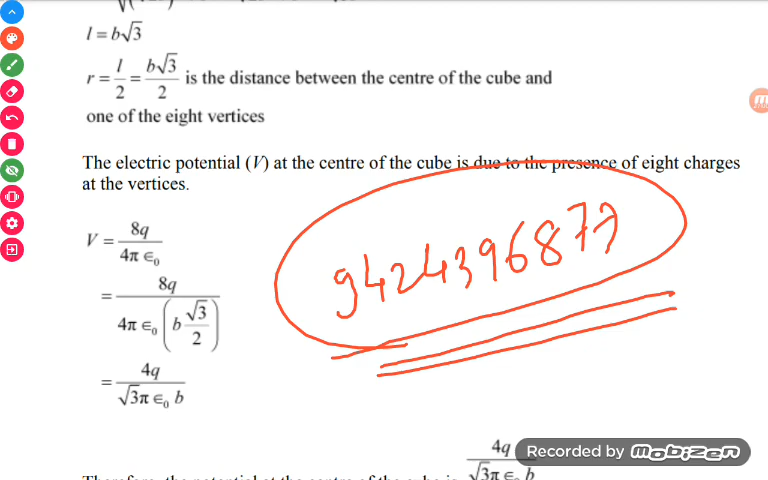 l = b√3
r = l/2 = b√3/2 is the distance between the centre of the cube and
one of the eight vertices
The electric potential (V) at the centre of the cube is due to the presence of eight charges
at the vertices.
V = 8q / 4π ∈₀
= 8q / 4π ∈₀ (b √3/2)
= 4q / √3π ∈₀ b
9424396877
4q / √3π ∈₀ b
Recorded by mobizen
Therefore, the potential at the centre of the cube is